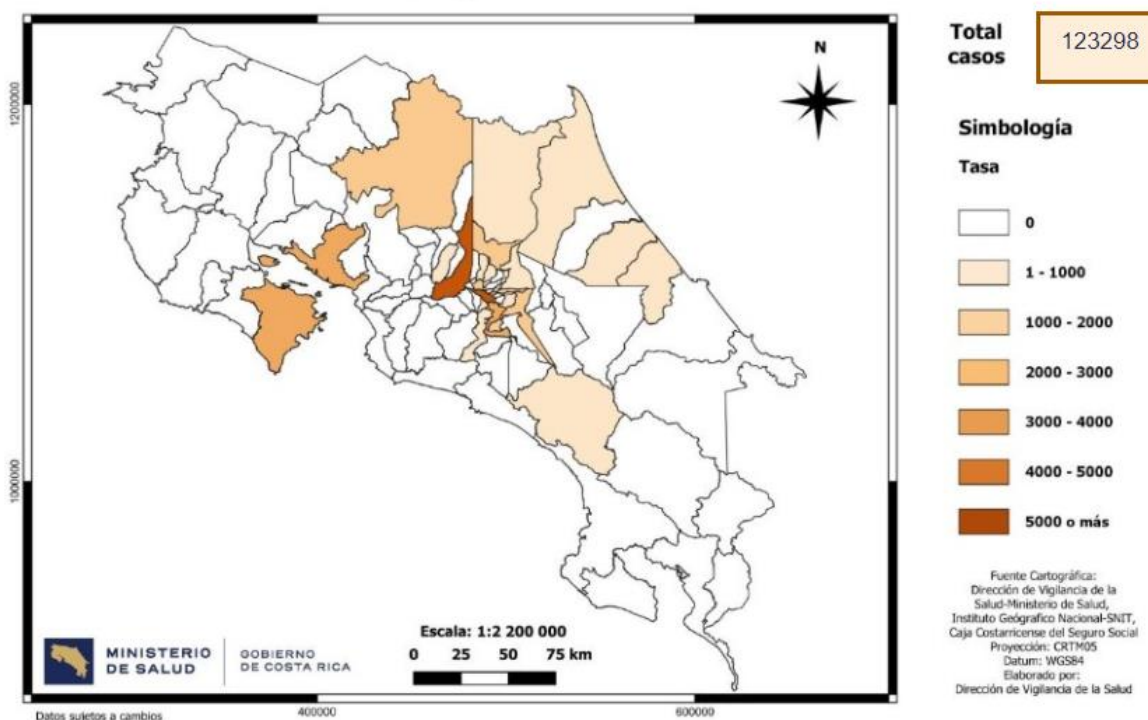 Total
casos
123298
N
Simbología
Tasa
0
1 - 1000
1000 - 2000
2000 - 3000
3000 - 4000
4000 - 5000
5000 o más
1200000
1000000
Escala: 1:2 200 000
0 25 50 75 km
MINISTERIO
DE SALUD
GOBIERNO
DE COSTA RICA
Fuente Cartográfica:
Dirección de Vigilancia de la
Salud-Ministerio de Salud,
Instituto Geógrafico Nacional-SNIT,
Caja Costarricense del Seguro Social
Proyección: CRTM05
Datum: WGS84
Elaborado por:
Dirección de Vigilancia de la Salud
Datos sujetos a cambios
400000
600000